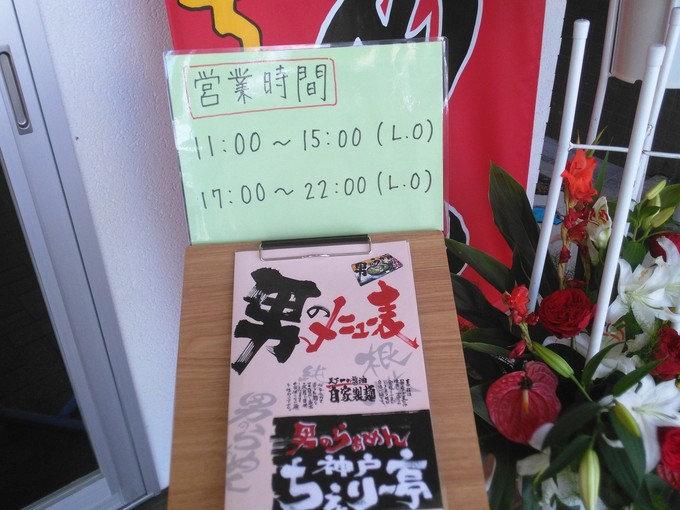 営業時間
11:00～15:00(L.O)
17:00～22:00(L.O)
男のメニュー表
自家製麺
男のらぁめん
神戸
ちぇりー亭